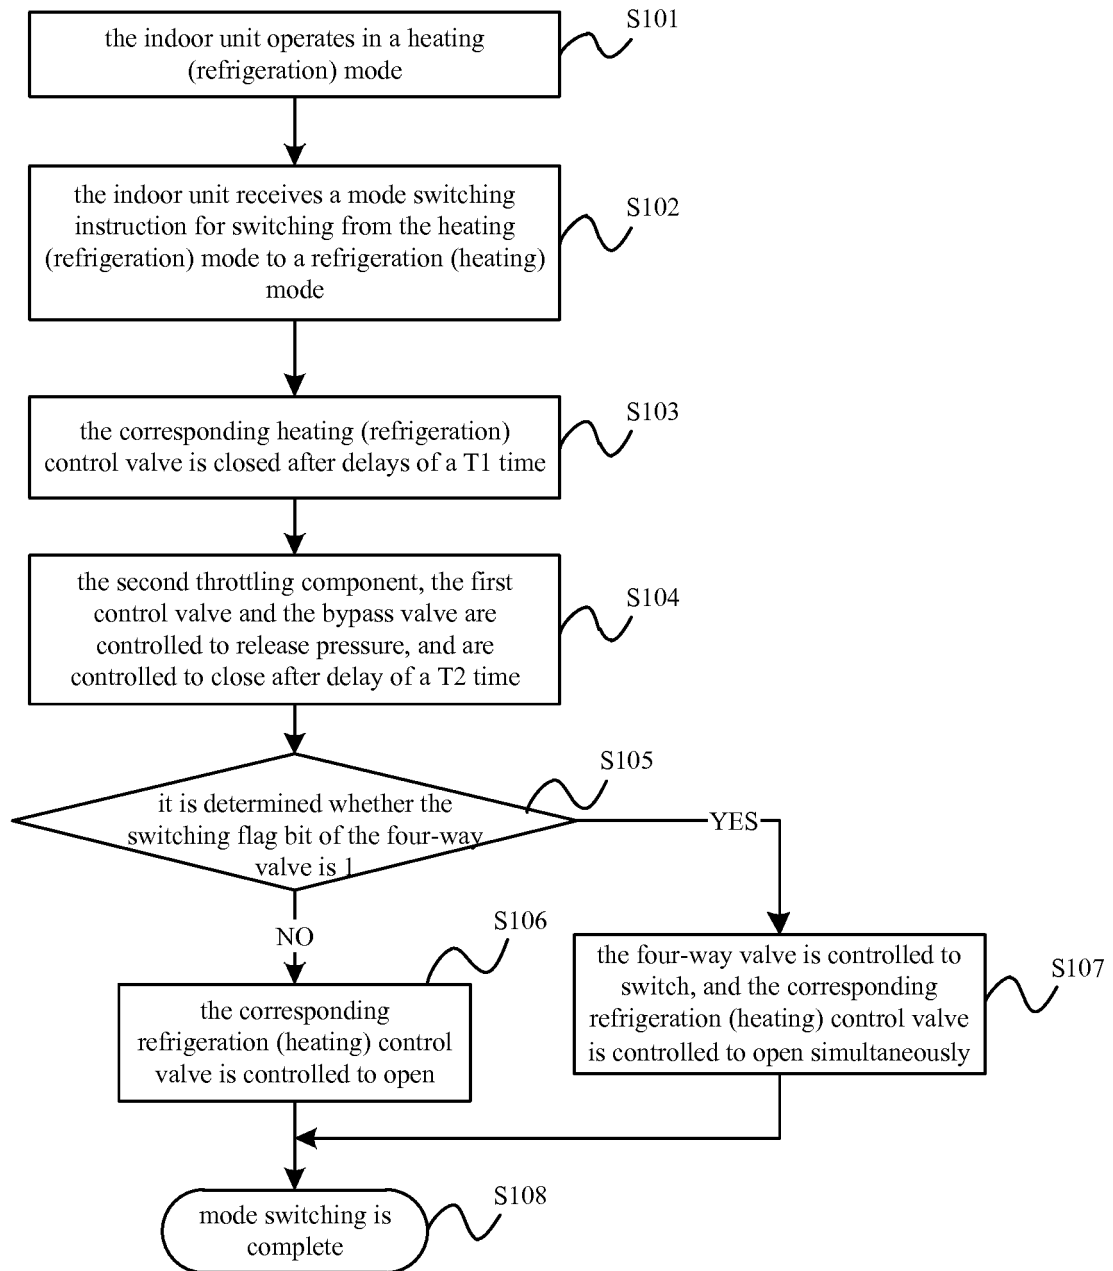 the indoor unit operates in a heating
(refrigeration) mode
S101
the indoor unit receives a mode switching
instruction for switching from the heating
(refrigeration) mode to a refrigeration (heating)
mode
S102
the corresponding heating (refrigeration)
control valve is closed after delays of a T1 time
S103
the second throttling component, the first
control valve and the bypass valve are
controlled to release pressure, and are
controlled to close after delay of a T2 time
S104
it is determined whether the
switching flag bit of the four-way
valve is 1
S105
YES
NO
the corresponding
refrigeration (heating) control
valve is controlled to open
S106
the four-way valve is controlled to
switch, and the corresponding
refrigeration (heating) control valve
is controlled to open simultaneously
S107
mode switching is
complete
S108